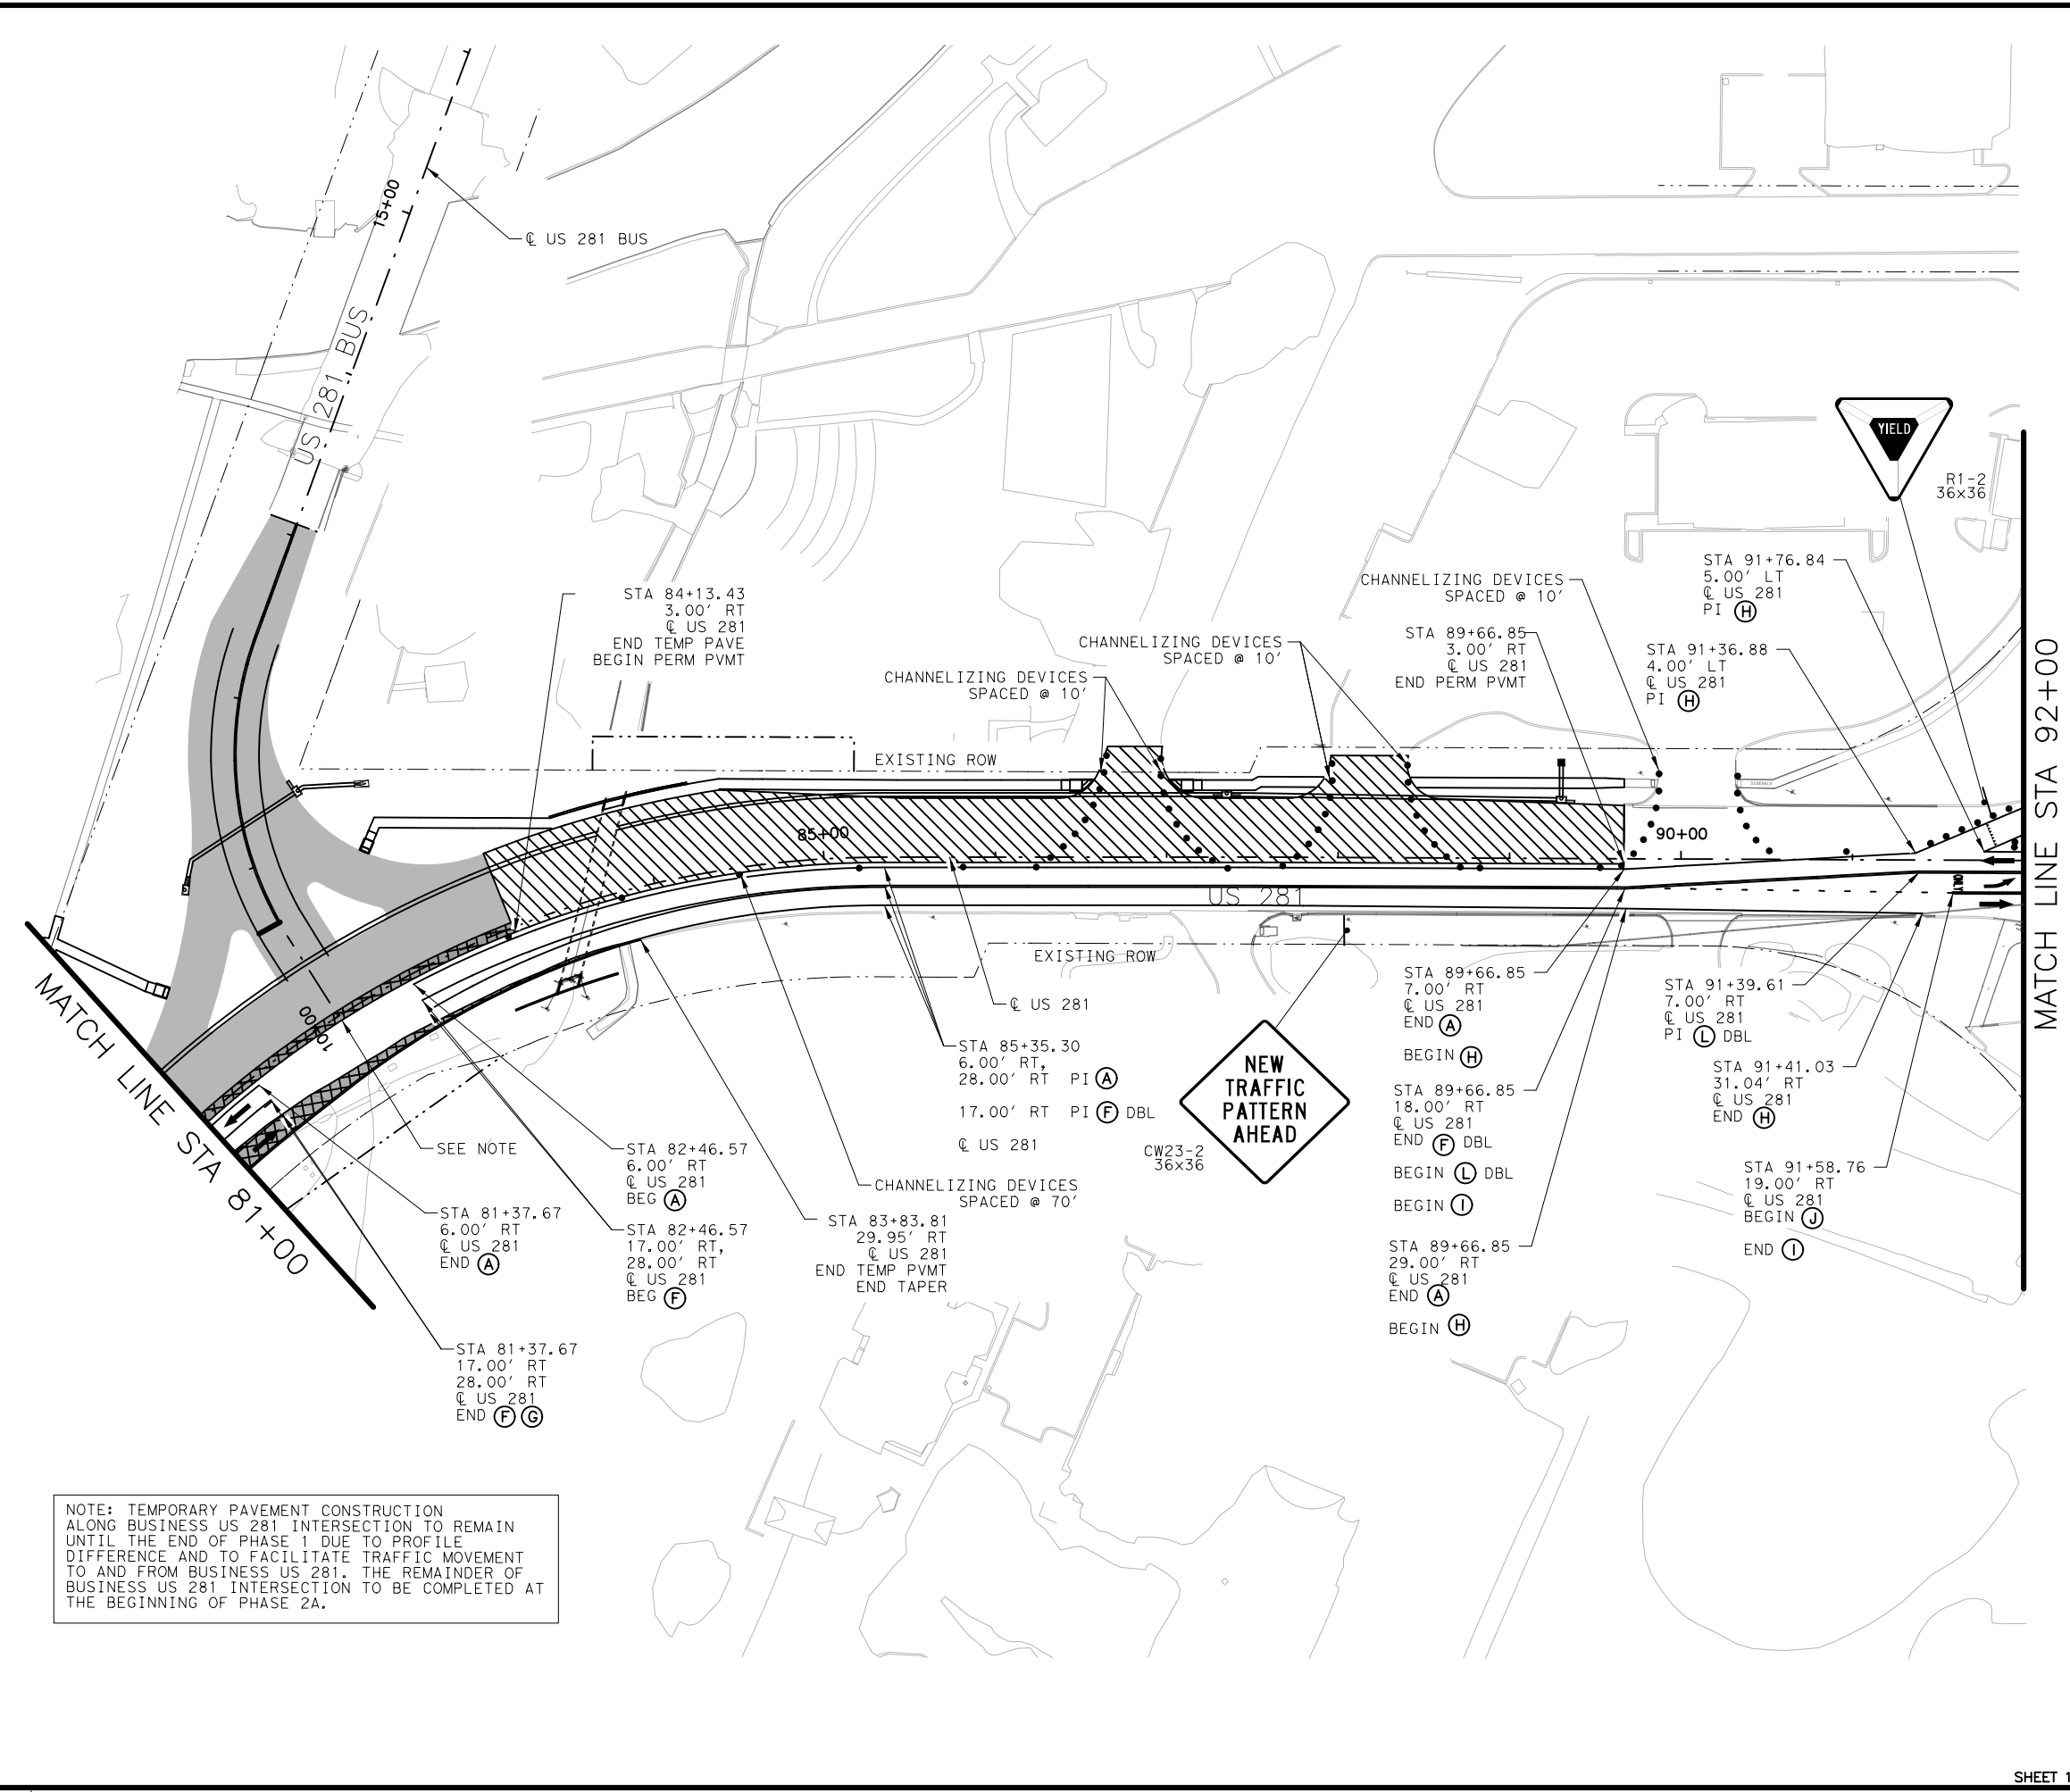 15+00
℄ US 281 BUS
US 281 BUS
YIELD
R1-2
36x36
STA 84+13.43
3.00' RT
℄ US 281
END TEMP PAVE
BEGIN PERM PVMT
CHANNELIZING DEVICES
SPACED @ 10'
CHANNELIZING DEVICES
SPACED @ 10'
CHANNELIZING DEVICES
SPACED @ 10'
STA 89+66.85
3.00' RT
℄ US 281
END PERM PVMT
STA 91+76.84
5.00' LT
℄ US 281
PI Ⓗ
STA 91+36.88
4.00' LT
℄ US 281
PI Ⓗ
MATCH LINE STA 92+00
EXISTING ROW
SIDEWALK
85+00
90+00
US 281
ONLY
EXISTING ROW
℄ US 281
10+00
MATCH LINE STA 81+00
SEE NOTE
STA 81+37.67
6.00' RT
℄ US 281
END Ⓐ
STA 81+37.67
17.00' RT
28.00' RT
℄ US 281
END Ⓕ Ⓖ
STA 82+46.57
6.00' RT
℄ US 281
BEG Ⓐ
STA 82+46.57
17.00' RT,
28.00' RT
℄ US 281
BEG Ⓕ
CHANNELIZING DEVICES
SPACED @ 70'
STA 83+83.81
29.95' RT
℄ US 281
END TEMP PVMT
END TAPER
STA 85+35.30
6.00' RT,
28.00' RT PI Ⓐ
17.00' RT PI Ⓕ DBL
℄ US 281
NEW
TRAFFIC
PATTERN
AHEAD
CW23-2
36x36
STA 89+66.85
7.00' RT
℄ US 281
END Ⓐ
BEGIN Ⓗ
STA 89+66.85
18.00' RT
℄ US 281
END Ⓕ DBL
BEGIN Ⓛ DBL
BEGIN Ⓘ
STA 89+66.85
29.00' RT
℄ US 281
END Ⓐ
BEGIN Ⓗ
STA 91+39.61
7.00' RT
℄ US 281
PI Ⓛ DBL
STA 91+41.03
31.04' RT
℄ US 281
END Ⓗ
STA 91+58.76
19.00' RT
℄ US 281
BEGIN Ⓙ
END Ⓘ
NOTE: TEMPORARY PAVEMENT CONSTRUCTION
ALONG BUSINESS US 281 INTERSECTION TO REMAIN
UNTIL THE END OF PHASE 1 DUE TO PROFILE
DIFFERENCE AND TO FACILITATE TRAFFIC MOVEMENT
TO AND FROM BUSINESS US 281. THE REMAINDER OF
BUSINESS US 281 INTERSECTION TO BE COMPLETED AT
THE BEGINNING OF PHASE 2A.
SHEET 1